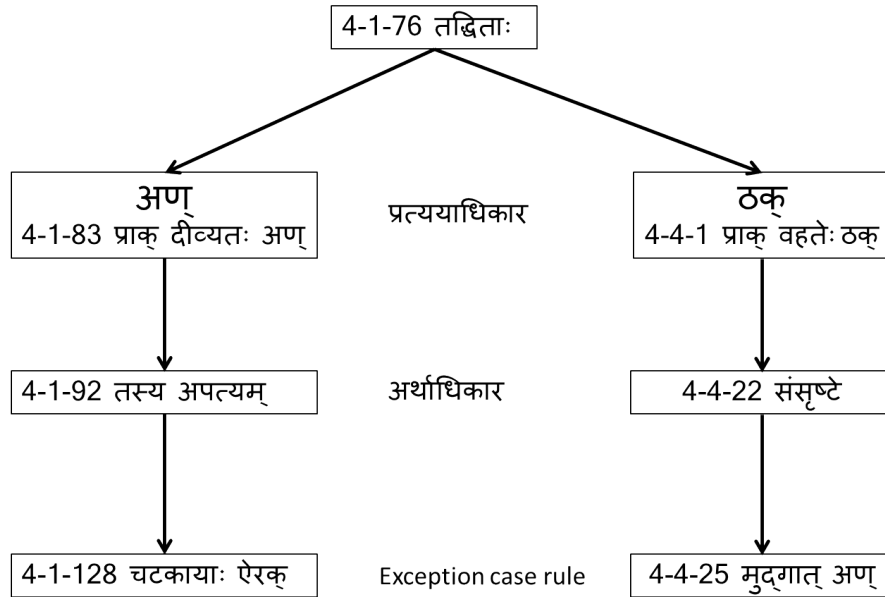 4-1-76 तद्धिताः
अण्
4-1-83 प्राक् दीव्यतः अण्
प्रत्ययाधिकार
ठक्
4-4-1 प्राक् वहतेः ठक्
4-1-92 तस्य अपत्यम्
अर्थाधिकार
4-4-22 संसृष्टे
4-1-128 चटकायाः ऐरक्
Exception case rule
4-4-25 मुद्‌गात् अण्